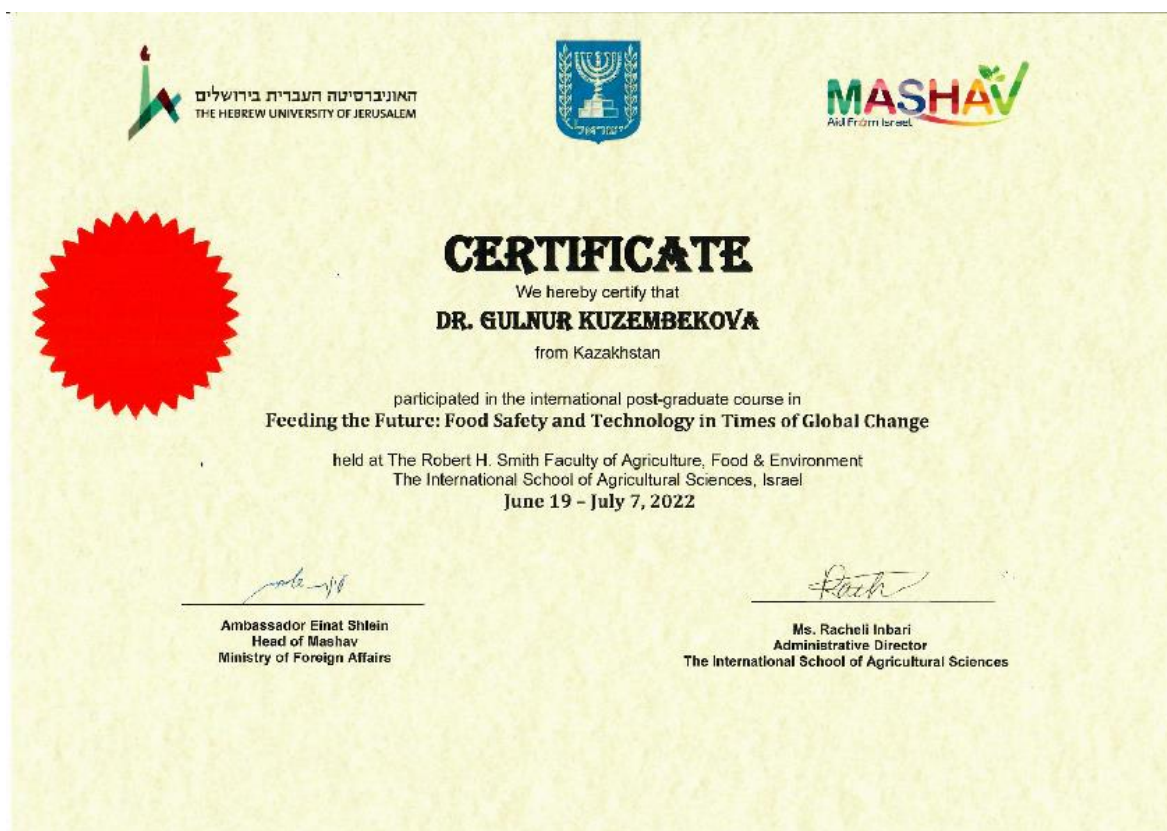 האוניברסיטה העברית בירושלים
THE HEBREW UNIVERSITY OF JERUSALEM
ישראל
MASHAV
Aid From Israel
CERTIFICATE
We hereby certify that
DR. GULNUR KUZEMBEKOVA
from Kazakhstan
participated in the international post-graduate course in
Feeding the Future: Food Safety and Technology in Times of Global Change
held at The Robert H. Smith Faculty of Agriculture, Food & Environment
The International School of Agricultural Sciences, Israel
June 19 – July 7, 2022
Ambassador Einat Shlein
Head of Mashav
Ministry of Foreign Affairs
Ms. Racheli Inbari
Administrative Director
The International School of Agricultural Sciences